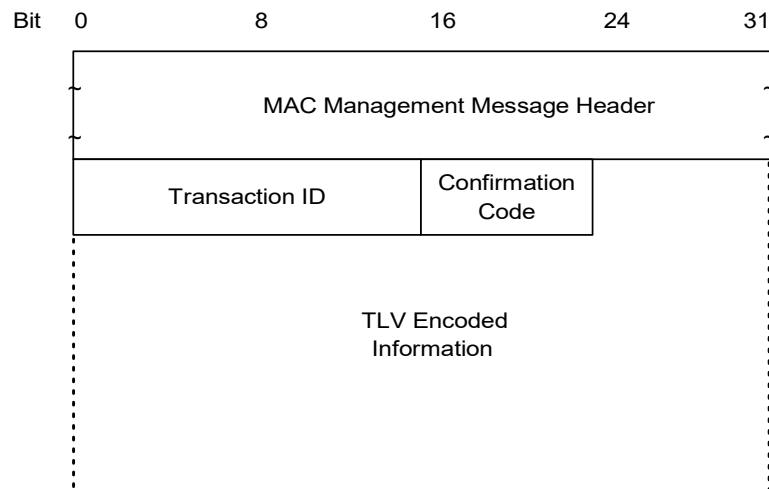 Bit 0 8 16 24 31
MAC Management Message Header
Transaction ID
Confirmation
Code
TLV Encoded
Information